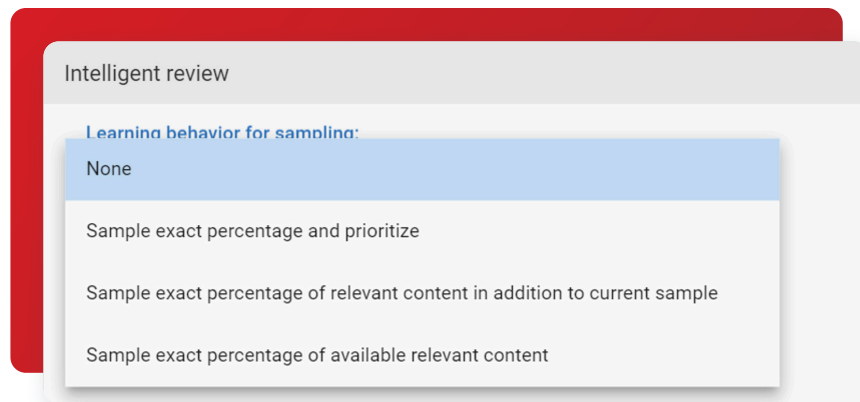 Intelligent review
Learning behavior for sampling:
None
Sample exact percentage and prioritize
Sample exact percentage of relevant content in addition to current sample
Sample exact percentage of available relevant content